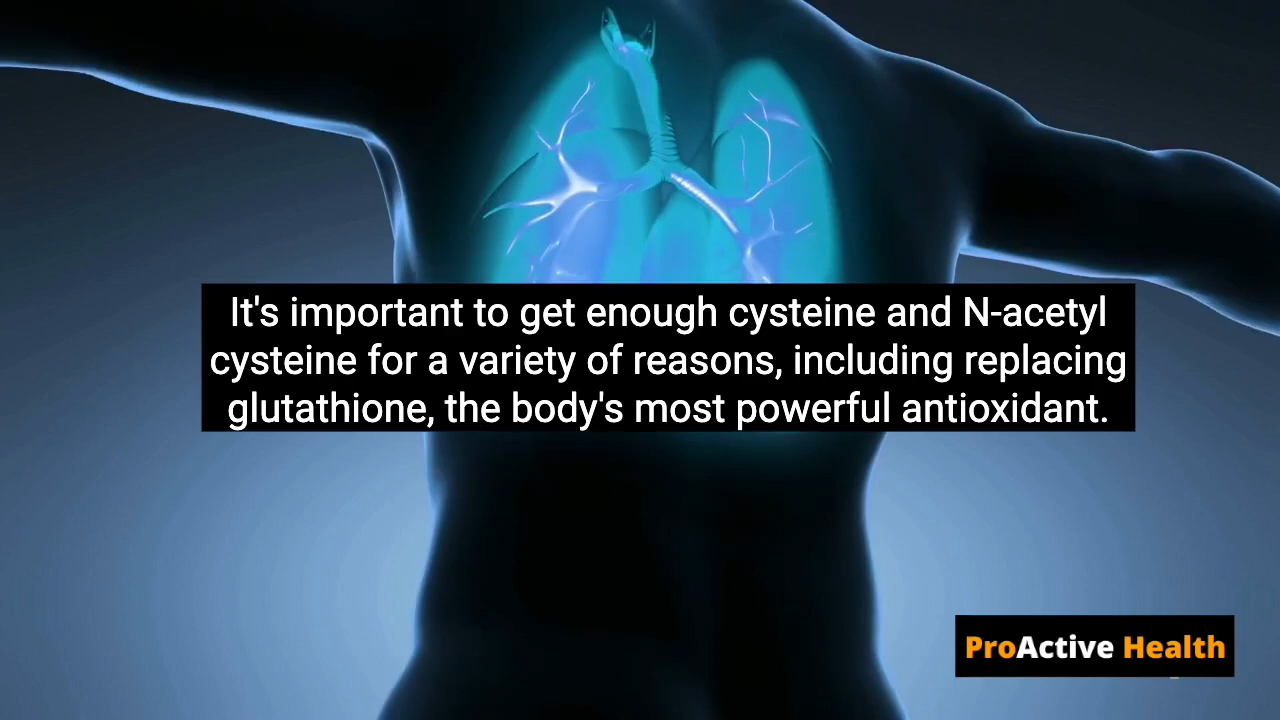 It's important to get enough cysteine and N-acetyl
cysteine for a variety of reasons, including replacing
glutathione, the body's most powerful antioxidant.
ProActive Health